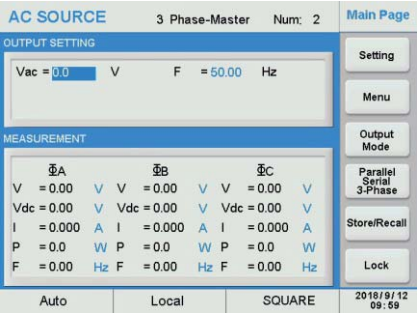 AC SOURCE 3 Phase-Master Num: 2 Main Page
OUTPUT SETTING
Vac = 0.0 V F = 50.00 Hz
Setting
Menu
Output
Mode
MEASUREMENT
ΦA ΦB ΦC
V = 0.00 V V = 0.00 V V = 0.00 V
Vdc = 0.00 V Vdc = 0.00 V Vdc = 0.00 V
I = 0.000 A I = 0.000 A I = 0.000 A
P = 0.0 W P = 0.0 W P = 0.0 W
F = 0.00 Hz F = 0.00 Hz F = 0.00 Hz
Parallel
Serial
3-Phase
Store/Recall
Lock
Auto Local SQUARE 2018/9/12
09:59